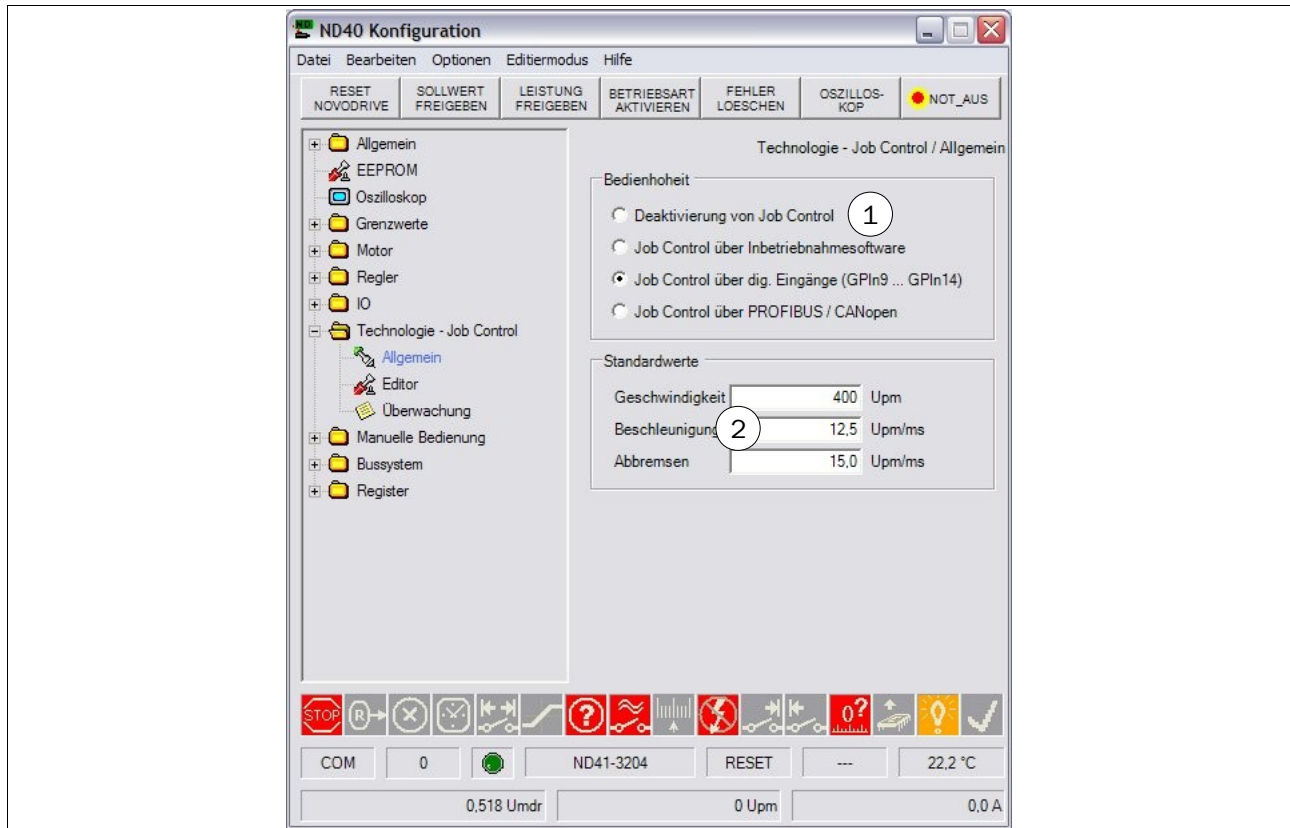 ND40 Konfiguration
Datei Bearbeiten Optionen Editiermodus Hilfe
RESET NOVODRIVE
SOLLWERT FREIGEBEN
LEISTUNG FREIGEBEN
BETRIEBSART AKTIVIEREN
FEHLER LOESCHEN
OSZILLOS-KOP
NOT_AUS
Allgemein
EEPROM
Oszilloskop
Grenzwerte
Motor
Regler
IO
Technologie - Job Control
Allgemein
Editor
Überwachung
Manuelle Bedienung
Bussystem
Register
Technologie - Job Control / Allgemein
Bedienhoheit
Deaktivierung von Job Control 1
Job Control über Inbetriebnahmesoftware
Job Control über dig. Eingänge (GPIn9 ... GPIn14)
Job Control über PROFIBUS / CANopen
Standardwerte
Geschwindigkeit 400 Upm
Beschleunigung 2 12,5 Upm/ms
Abbremsen 15,0 Upm/ms
STOP R ? 0?
COM 0 ND41-3204 RESET --- 22,2 °C
0,518 Umdr 0 Upm 0,0 A